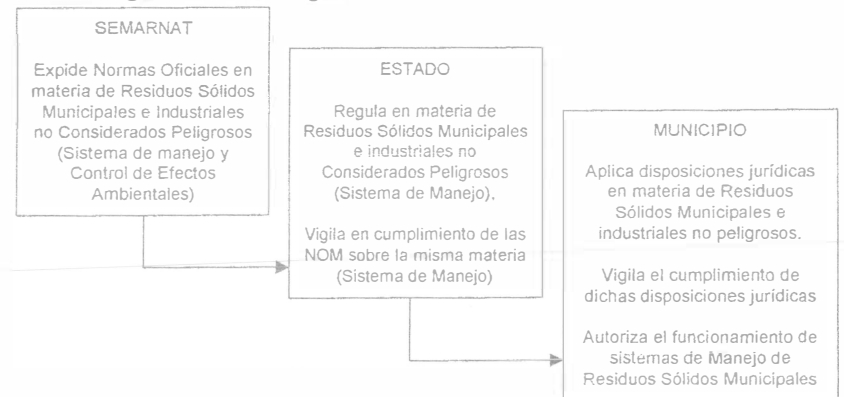 SEMARNAT
Expide Normas Oficiales en
materia de Residuos Sólidos
Municipales e Industriales
no Considerados Peligrosos
(Sistema de manejo y
Control de Efectos
Ambientales)
ESTADO
Regula en materia de
Residuos Sólidos Municipales
e industriales no
Considerados Peligrosos
(Sistema de Manejo).
Vigila en cumplimiento de las
NOM sobre la misma materia
(Sistema de Manejo)
MUNICIPIO
Aplica disposiciones jurídicas
en materia de Residuos
Sólidos Municipales e
industriales no peligrosos.
Vigila el cumplimiento de
dichas disposiciones jurídicas
Autoriza el funcionamiento de
sistemas de Manejo de
Residuos Sólidos Municipales